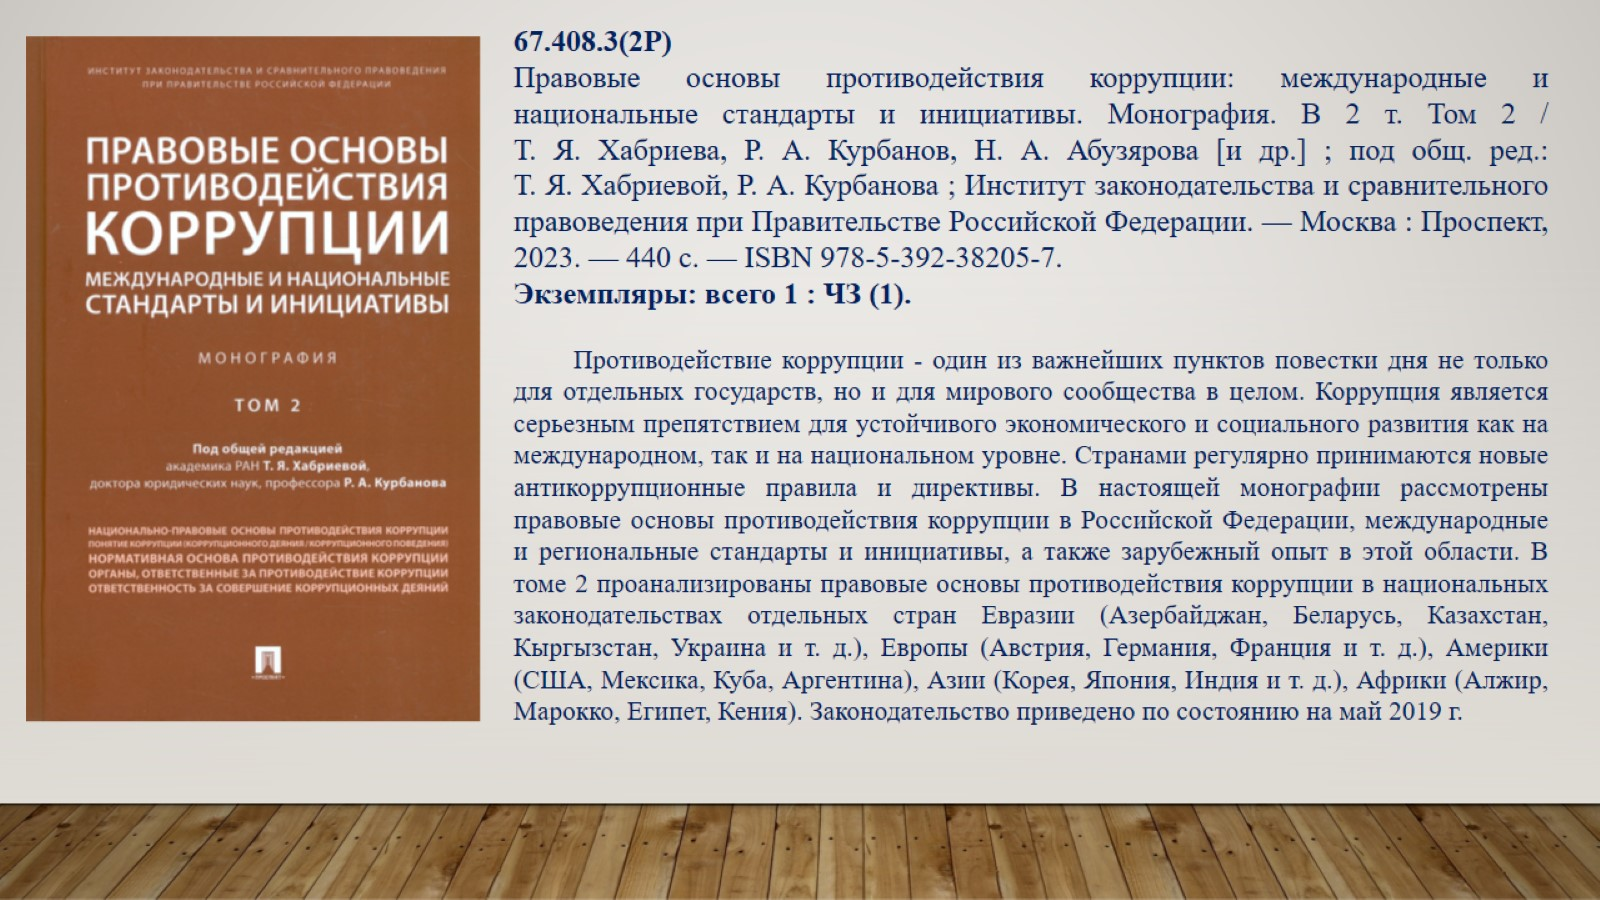 ИНСТИТУТ ЗАКОНОДАТЕЛЬСТВА И СРАВНИТЕЛЬНОГО ПРАВОВЕДЕНИЯ
ПРИ ПРАВИТЕЛЬСТВЕ РОССИЙСКОЙ ФЕДЕРАЦИИ
ПРАВОВЫЕ ОСНОВЫ
ПРОТИВОДЕЙСТВИЯ
КОРРУПЦИИ
МЕЖДУНАРОДНЫЕ И НАЦИОНАЛЬНЫЕ
СТАНДАРТЫ И ИНИЦИАТИВЫ
МОНОГРАФИЯ
ТОМ 2
Под общей редакцией
академика РАН Т. Я. Хабриевой,
доктора юридических наук, профессора Р. А. Курбанова
НАЦИОНАЛЬНО-ПРАВОВЫЕ ОСНОВЫ ПРОТИВОДЕЙСТВИЯ КОРРУПЦИИ
ПОНЯТИЕ КОРРУПЦИИ (КОРРУПЦИОННОГО ДЕЯНИЯ / КОРРУПЦИОННОГО ПОВЕДЕНИЯ)
НОРМАТИВНАЯ ОСНОВА ПРОТИВОДЕЙСТВИЯ КОРРУПЦИИ
ОРГАНЫ, ОТВЕТСТВЕННЫЕ ЗА ПРОТИВОДЕЙСТВИЕ КОРРУПЦИИ
ОТВЕТСТВЕННОСТЬ ЗА СОВЕРШЕНИЕ КОРРУПЦИОННЫХ ДЕЯНИЙ
•ПРОСПЕКТ•
67.408.3(2Р)
Правовые основы противодействия коррупции: международные и
национальные стандарты и инициативы. Монография. В 2 т. Том 2 /
Т. Я. Хабриева, Р. А. Курбанов, Н. А. Абузярова [и др.] ; под общ. ред.:
Т. Я. Хабриевой, Р. А. Курбанова ; Институт законодательства и сравнительного
правоведения при Правительстве Российской Федерации. — Москва : Проспект,
2023. — 440 с. — ISBN 978-5-392-38205-7.
Экземпляры: всего 1 : ЧЗ (1).
Противодействие коррупции - один из важнейших пунктов повестки дня не только
для отдельных государств, но и для мирового сообщества в целом. Коррупция является
серьезным препятствием для устойчивого экономического и социального развития как на
международном, так и на национальном уровне. Странами регулярно принимаются новые
антикоррупционные правила и директивы. В настоящей монографии рассмотрены
правовые основы противодействия коррупции в Российской Федерации, международные
и региональные стандарты и инициативы, а также зарубежный опыт в этой области. В
томе 2 проанализированы правовые основы противодействия коррупции в национальных
законодательствах отдельных стран Евразии (Азербайджан, Беларусь, Казахстан,
Кыргызстан, Украина и т. д.), Европы (Австрия, Германия, Франция и т. д.), Америки
(США, Мексика, Куба, Аргентина), Азии (Корея, Япония, Индия и т. д.), Африки (Алжир,
Марокко, Египет, Кения). Законодательство приведено по состоянию на май 2019 г.